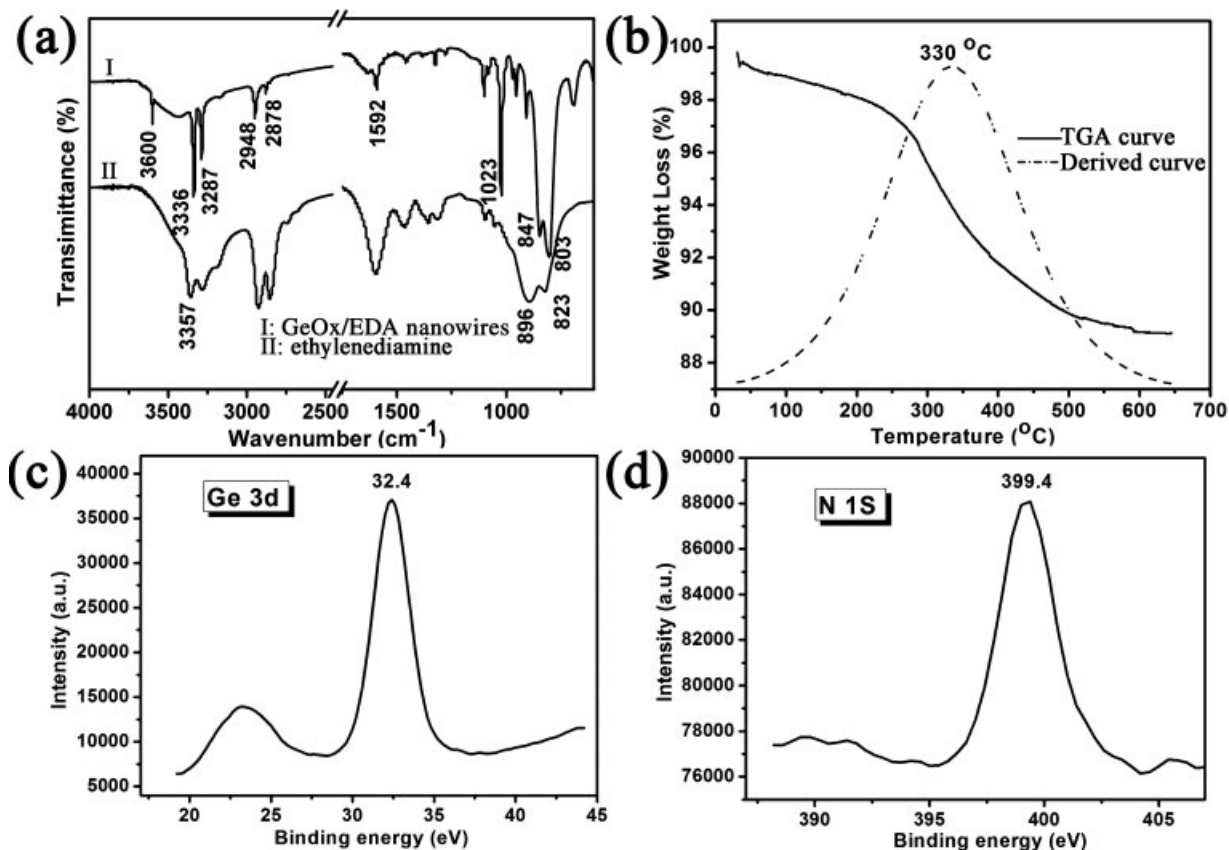 (a)
I
II
3600
3336
3287
2948
2878
1592
1023
847
803
3357
896
823
I: GeOx/EDA nanowires
II: ethylenediamine
Transimittance (%)
4000 3500 3000 2500 1500 1000
Wavenumber (cm-1)
(b)
330 °C
TGA curve
Derived curve
Weight Loss (%)
100
98
96
94
92
90
88
0 100 200 300 400 500 600 700
Temperature (°C)
(c)
Ge 3d
32.4
Intensity (a.u.)
40000
35000
30000
25000
20000
15000
10000
5000
20 25 30 35 40 45
Binding energy (eV)
(d)
N 1S
399.4
Intensity (a.u.)
90000
88000
86000
84000
82000
80000
78000
76000
390 395 400 405
Binding energy (eV)